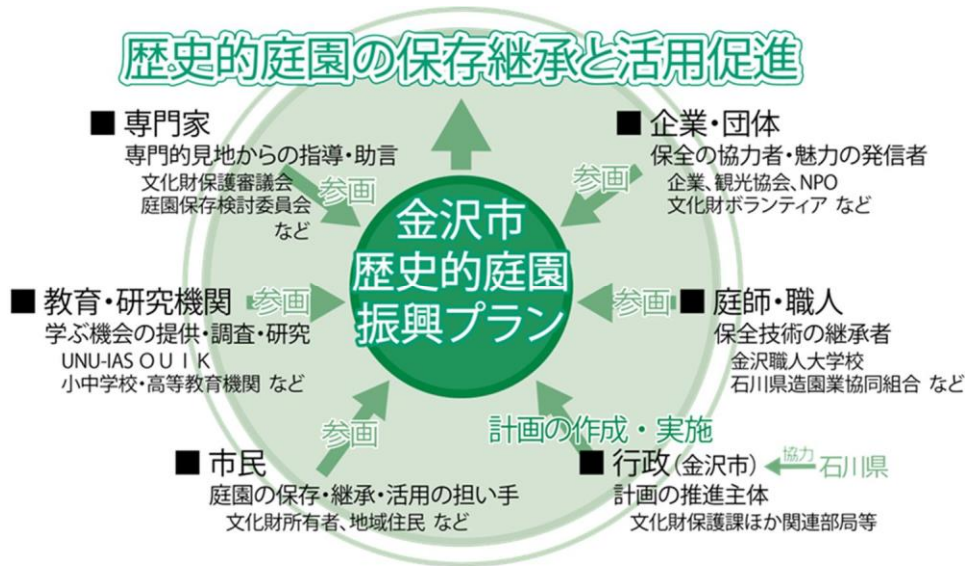 歴史的庭園の保存継承と活用促進
■ 専門家
専門的見地からの指導・助言
文化財保護審議会
庭園保存検討委員会
など
参画
■ 企業・団体
保全の協力者・魅力の発信者
企業、観光協会、NPO
文化財ボランティア など
参画
金沢市
歴史的庭園
振興プラン
■ 教育・研究機関
学ぶ機会の提供・調査・研究
UNU-IAS O U I K
小中学校・高等教育機関 など
参画
■ 庭師・職人
保全技術の継承者
金沢職人大学校
石川県造園業協同組合 など
参画
■ 市民
庭園の保存・継承・活用の担い手
文化財所有者、地域住民 など
参画
計画の作成・実施
■ 行政(金沢市)
計画の推進主体
文化財保護課ほか関連部局等
協力
石川県